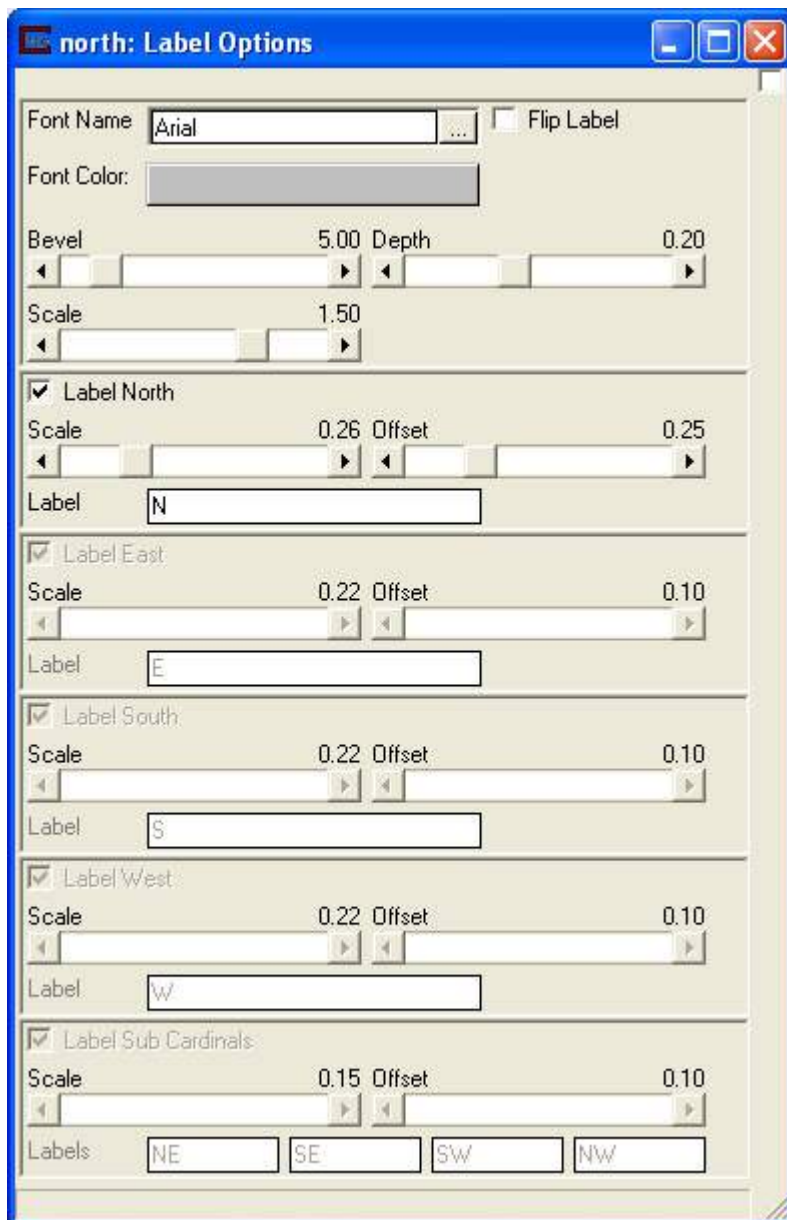 north: Label Options
Font Name Arial ... Flip Label
Font Color:
Bevel 5.00 Depth 0.20
Scale 1.50
Label North
Scale 0.26 Offset 0.25
Label N
Label East
Scale 0.22 Offset 0.10
Label E
Label South
Scale 0.22 Offset 0.10
Label S
Label West
Scale 0.22 Offset 0.10
Label W
Label Sub Cardinals
Scale 0.15 Offset 0.10
Labels NE SE SW NW